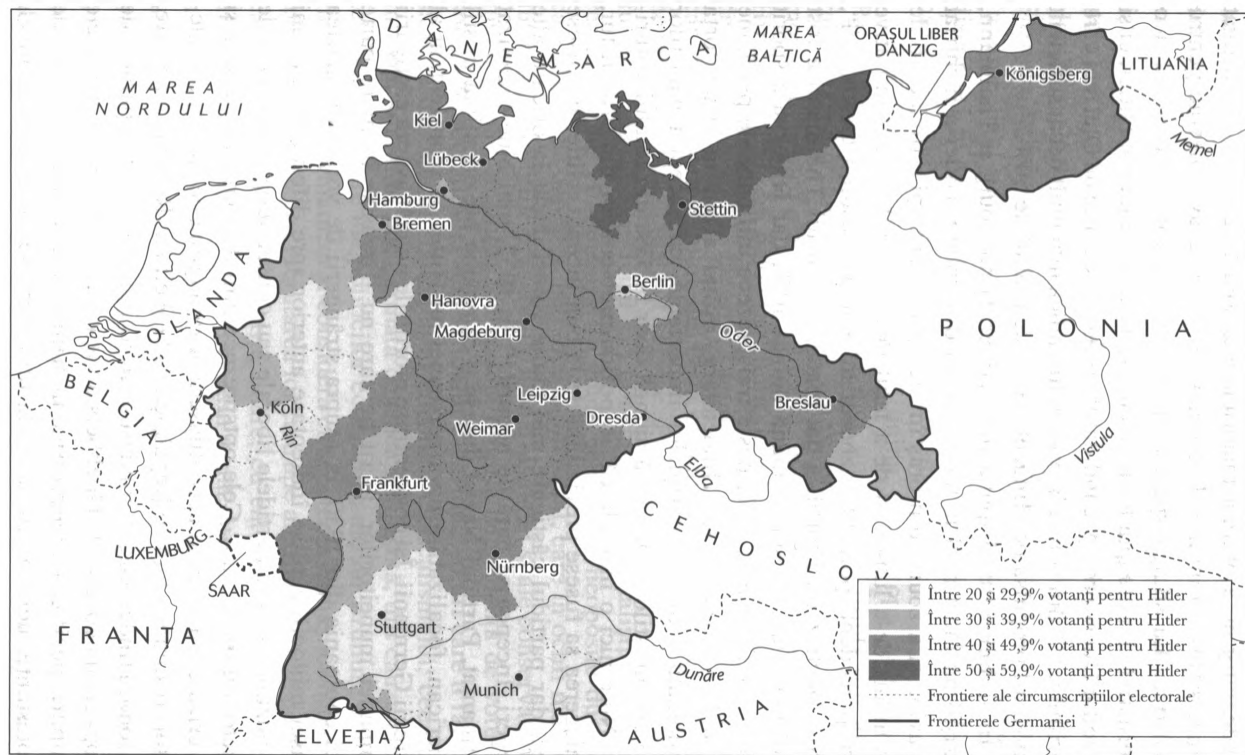 DANEMARCA
MAREA
BALTICĂ
ORAȘUL LIBER
DANZIG
LITUANIA
Königsberg
Memel
MAREA
NORDULUI
Kiel
Lübeck
Hamburg
Bremen
Stettin
Berlin
Hanovra
Magdeburg
Oder
POLONIA
OLANDA
BELGIA
Köln
Rin
Leipzig
Dresda
Weimar
Breslau
Vistula
Elba
Frankfurt
LUXEMBURG
SAAR
Nürnberg
CEHOSLOV
FRANȚA
Stuttgart
Munich
Dunăre
ELVEȚIA
AUSTRIA
Între 20 și 29,9% votanți pentru Hitler
Între 30 și 39,9% votanți pentru Hitler
Între 40 și 49,9% votanți pentru Hitler
Între 50 și 59,9% votanți pentru Hitler
Frontiere ale circumscripțiilor electorale
Frontierele Germaniei